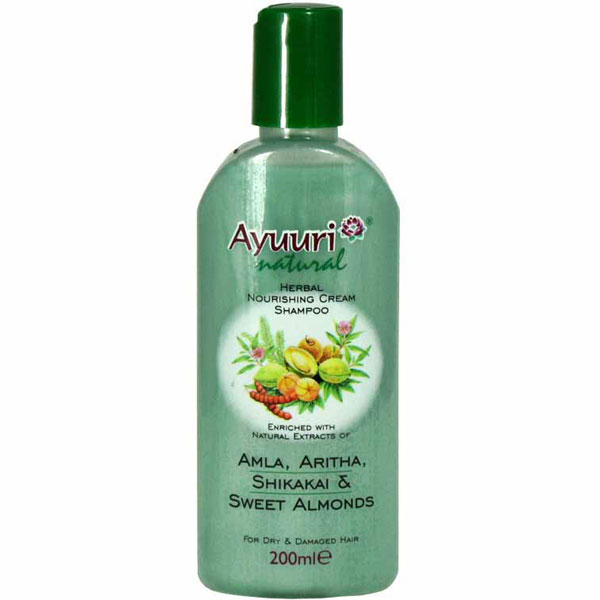 Ayuuri ®
natural
HERBAL
NOURISHING CREAM
SHAMPOO
ENRICHED WITH
NATURAL EXTRACTS OF
AMLA, ARITHA,
SHIKAKAI &
SWEET ALMONDS
FOR DRY & DAMAGED HAIR
200ml℮